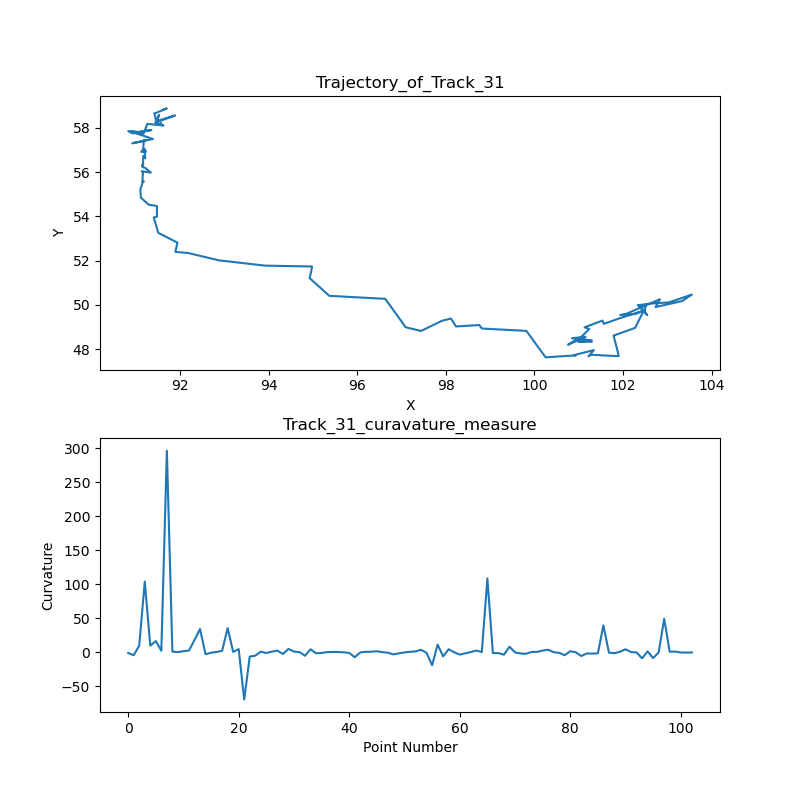 Trajectory_of_Track_31
58
56
54
52
50
48
Y
92 94 96 98 100 102 104
X
Track_31_curavature_measure
300
250
200
150
100
50
0
−50
Curvature
0 20 40 60 80 100
Point Number